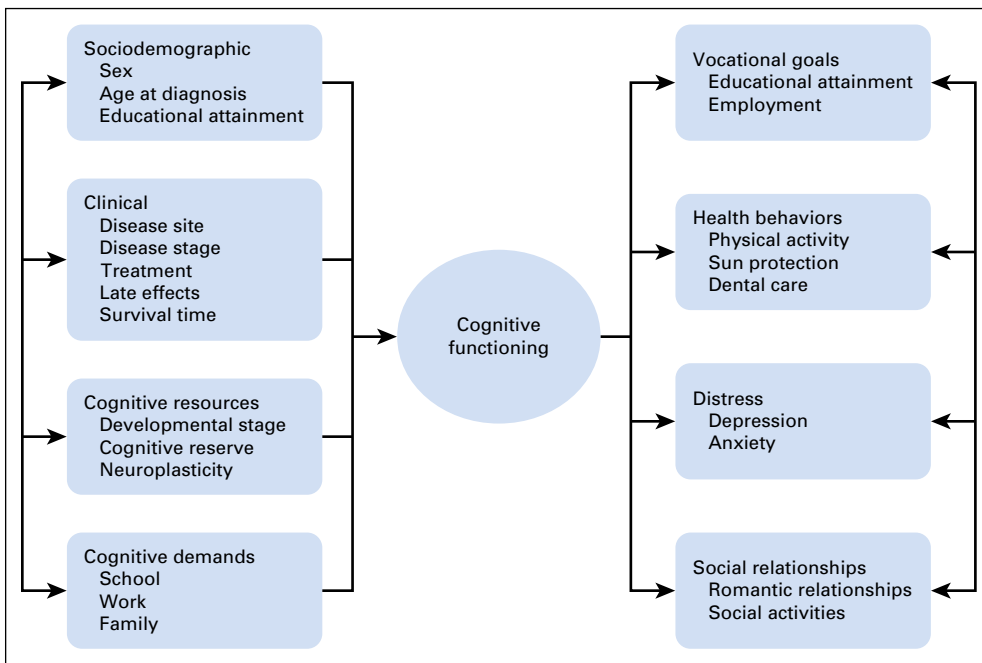 Sociodemographic
Sex
Age at diagnosis
Educational attainment
Clinical
Disease site
Disease stage
Treatment
Late effects
Survival time
Cognitive resources
Developmental stage
Cognitive reserve
Neuroplasticity
Cognitive demands
School
Work
Family
Cognitive
functioning
Vocational goals
Educational attainment
Employment
Health behaviors
Physical activity
Sun protection
Dental care
Distress
Depression
Anxiety
Social relationships
Romantic relationships
Social activities